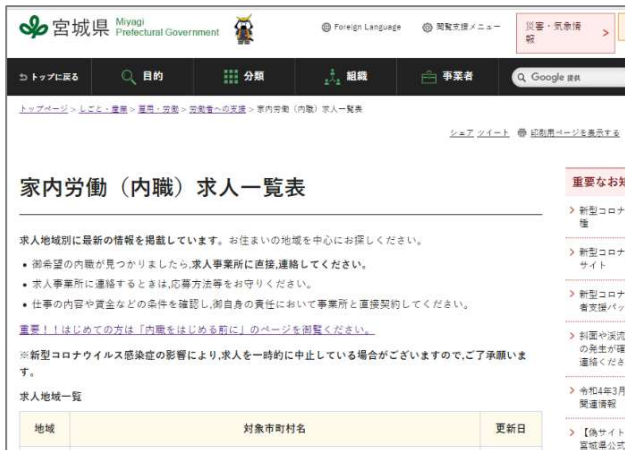 宮城県 Miyagi Prefectural Government
Foreign Language
閲覧支援メニュー
災害・気象情
報
トップに戻る 目的 分類 組織 事業者 Google 提供
トップページ > しごと・産業 > 雇用・労働 > 労働者への支援 > 家内労働（内職）求人一覧表
シェア ツイート 印刷用ページを表示する
家内労働（内職）求人一覧表
求人地域別に最新の情報を掲載しています。お住まいの地域を中心にお探しください。
• 御希望の内職が見つかりましたら,求人事業所に直接,連絡してください。
• 求人事業所に連絡するときは,応募方法等をお守りください。
• 仕事の内容や賃金などの条件を確認し,御自身の責任において事業所と直接契約してください。
重要！！はじめての方は「内職をはじめる前に」のページを御覧ください。
※新型コロナウイルス感染症の影響により,求人を一時的に中止している場合がございますので,ご了承願いま
す。
求人地域一覧
地域 対象市町村名 更新日
重要なお知
新型コロナ
種
新型コロナ
サイト
新型コロナ
者支援パッ
斜面や渓流
の発生が確
連絡くださ
令和4年3月
関連情報
【偽サイト
宮城県公式